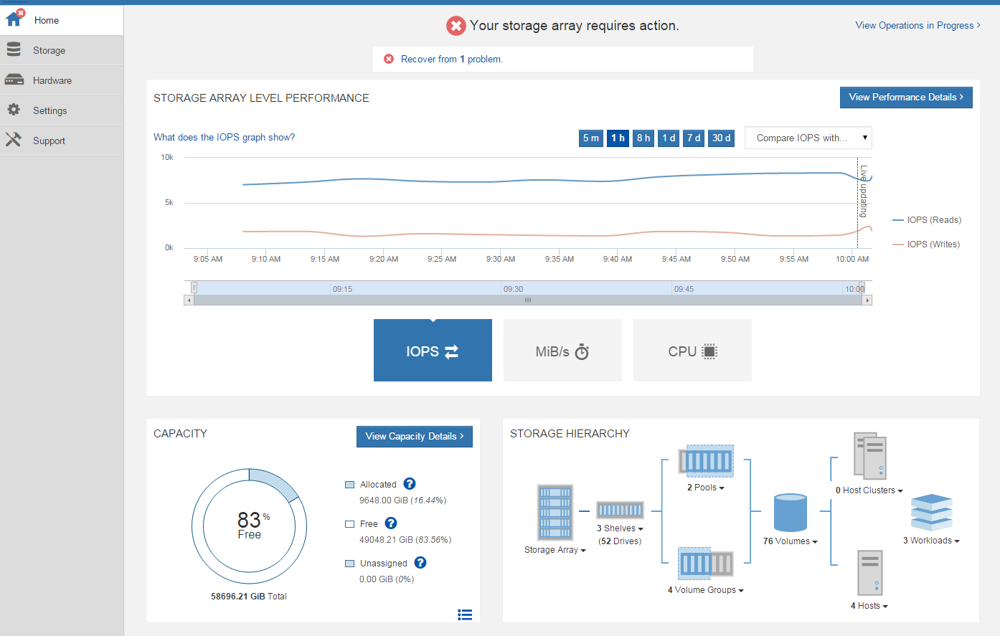 Home
Storage
Hardware
Settings
Support
Your storage array requires action.
View Operations in Progress >
Recover from 1 problem.
STORAGE ARRAY LEVEL PERFORMANCE
View Performance Details >
What does the IOPS graph show?
5 m 1 h 8 h 1 d 7 d 30 d Compare IOPS with...
10k
5k
0k
Live updating
IOPS (Reads)
IOPS (Writes)
9:05 AM 9:10 AM 9:15 AM 9:20 AM 9:25 AM 9:30 AM 9:35 AM 9:40 AM 9:45 AM 9:50 AM 9:55 AM 10:00 AM
09:15 09:30 09:45 10:00
IOPS
MiB/s
CPU
CAPACITY
View Capacity Details >
83%
Free
58696.21 GiB Total
Allocated ?
9648.00 GiB (16.44%)
Free ?
49048.21 GiB (83.56%)
Unassigned ?
0.00 GiB (0%)
STORAGE HIERARCHY
Storage Array
3 Shelves
(52 Drives)
2 Pools
4 Volume Groups
76 Volumes
0 Host Clusters
4 Hosts
3 Workloads